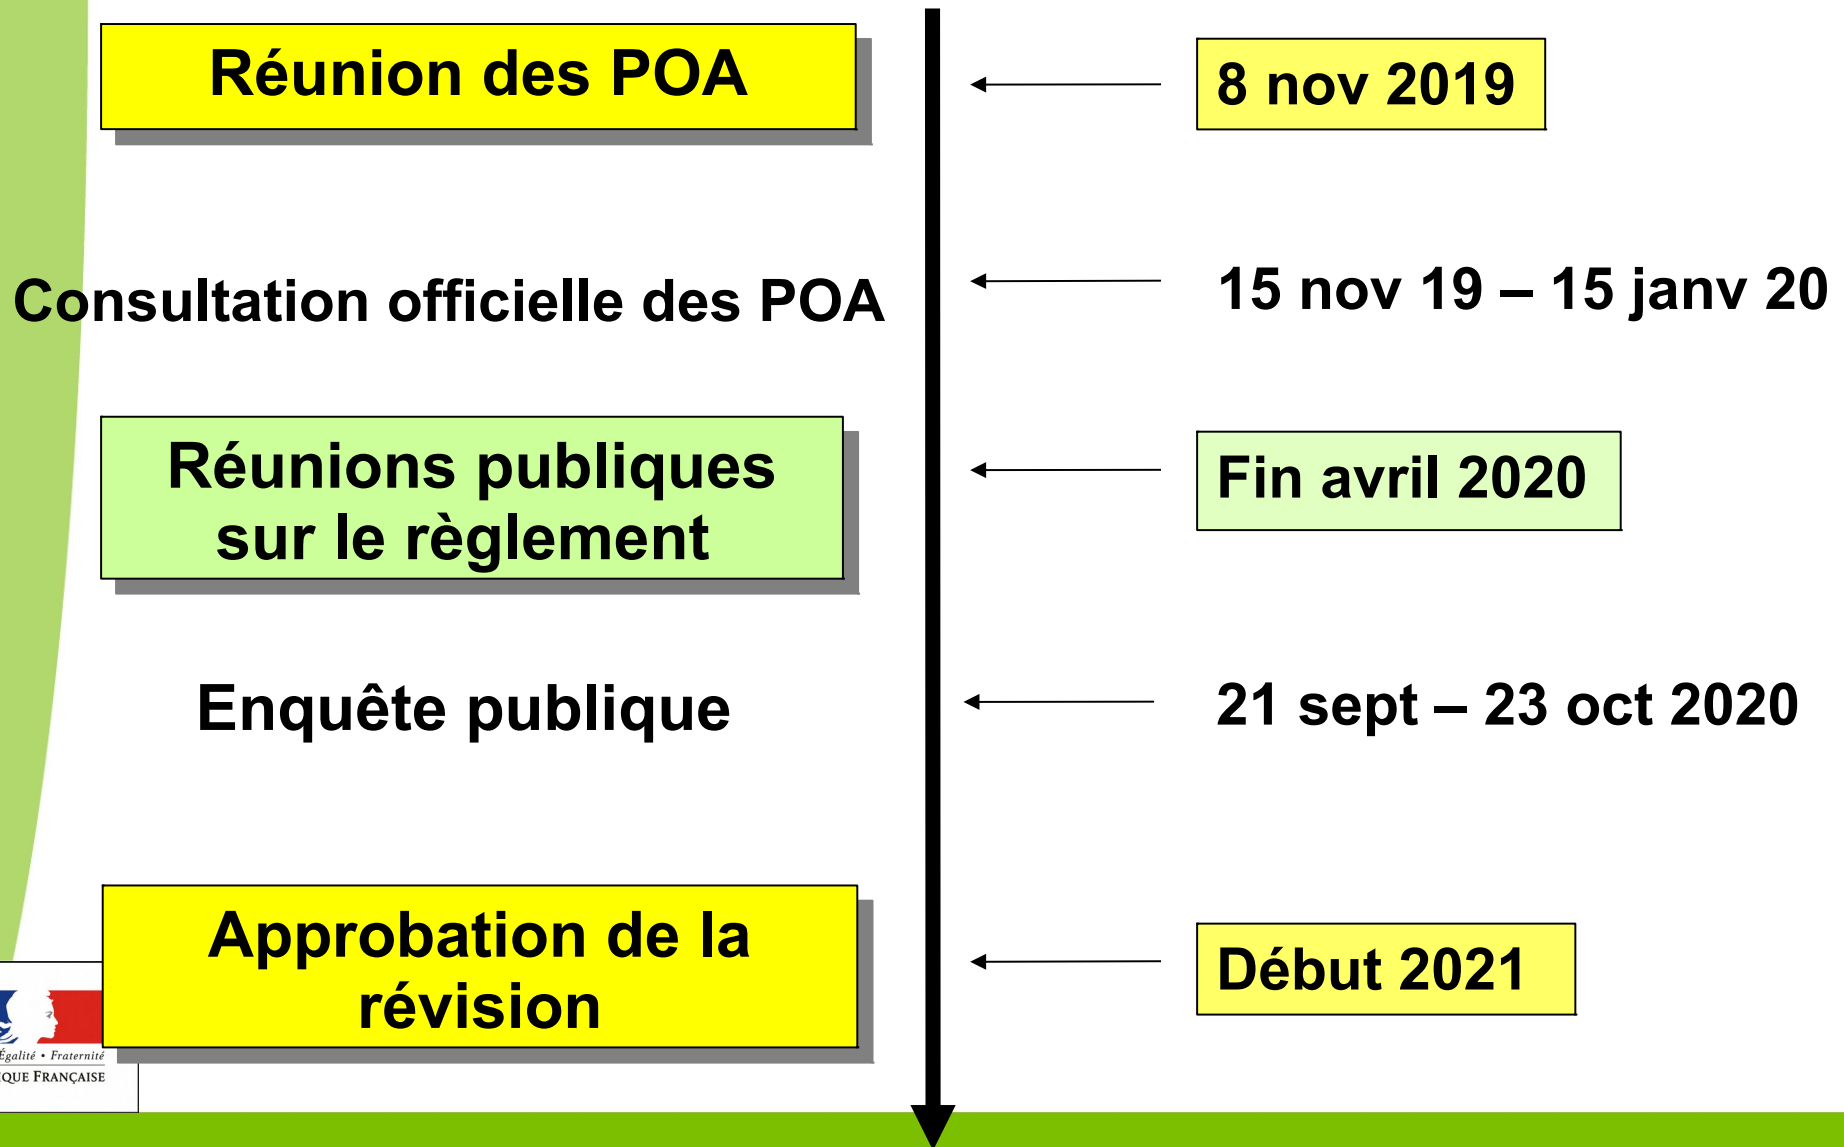 Réunion des POA
8 nov 2019
Consultation officielle des POA
15 nov 19 – 15 janv 20
Réunions publiques
sur le règlement
Fin avril 2020
Enquête publique
21 sept – 23 oct 2020
Approbation de la
révision
Début 2021
Égalité • Fraternité
IQUE FRANÇAISE